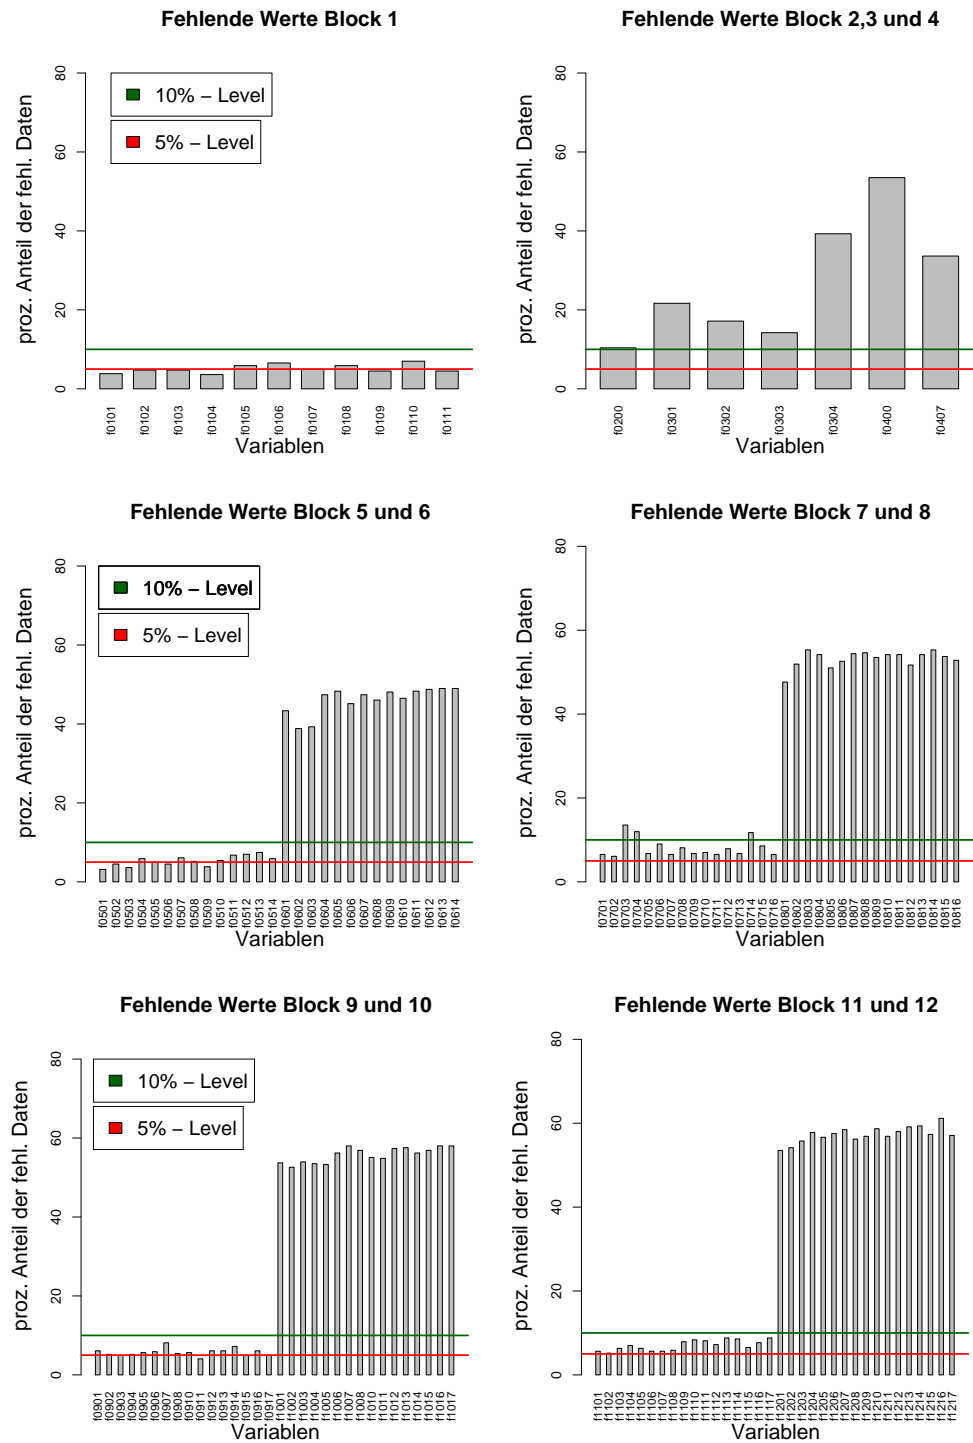 Fehlende Werte Block 1
proz. Anteil der fehl. Daten
0 20 40 60 80
10% − Level
5% − Level
f0101 f0102 f0103 f0104 f0105 f0106 f0107 f0108 f0109 f0110 f0111
Variablen
Fehlende Werte Block 2,3 und 4
proz. Anteil der fehl. Daten
0 20 40 60 80
f0200 f0301 f0302 f0303 f0304 f0400 f0407
Variablen
Fehlende Werte Block 5 und 6
proz. Anteil der fehl. Daten
0 20 40 60 80
10% − Level
5% − Level
f0501 f0502 f0503 f0504 f0505 f0506 f0507 f0508 f0509 f0510 f0511 f0512 f0513 f0514 f0601 f0602 f0603 f0604 f0605 f0606 f0607 f0608 f0609 f0610 f0611 f0612 f0613 f0614
Variablen
Fehlende Werte Block 7 und 8
proz. Anteil der fehl. Daten
0 20 40 60 80
f0701 f0702 f0703 f0704 f0705 f0706 f0707 f0708 f0709 f0710 f0711 f0712 f0713 f0714 f0715 f0716 f0801 f0802 f0803 f0804 f0805 f0806 f0807 f0808 f0809 f0810 f0811 f0812 f0813 f0814 f0815 f0816
Variablen
Fehlende Werte Block 9 und 10
proz. Anteil der fehl. Daten
0 20 40 60 80
10% − Level
5% − Level
f0901 f0902 f0903 f0904 f0905 f0906 f0907 f0908 f0910 f0911 f0912 f0913 f0914 f0915 f0916 f0917 f1001 f1002 f1003 f1004 f1005 f1006 f1007 f1008 f1010 f1011 f1012 f1013 f1014 f1015 f1016 f1017
Variablen
Fehlende Werte Block 11 und 12
proz. Anteil der fehl. Daten
0 20 40 60 80
f1101 f1102 f1103 f1104 f1105 f1106 f1107 f1108 f1109 f1110 f1111 f1112 f1113 f1114 f1115 f1116 f1117 f1201 f1202 f1203 f1204 f1205 f1206 f1207 f1208 f1209 f1210 f1211 f1212 f1213 f1214 f1215 f1216 f1217
Variablen